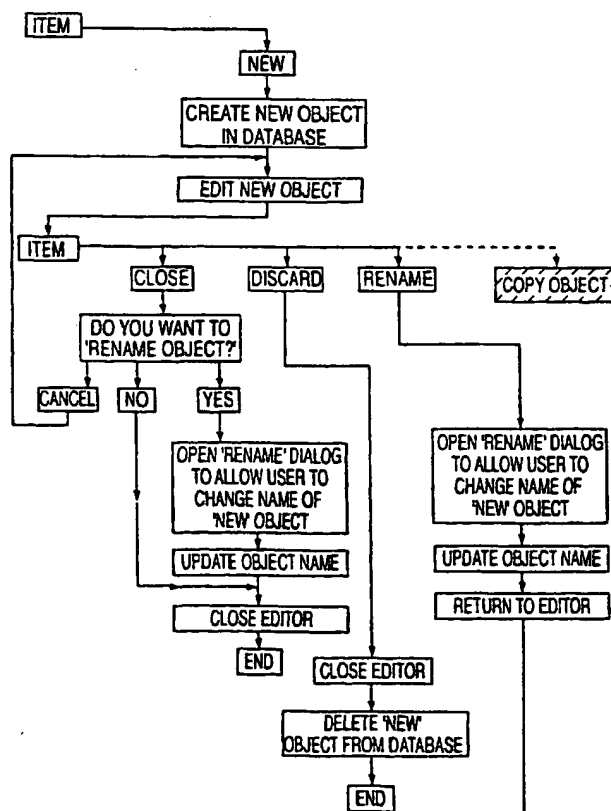 ITEM
NEW
CREATE NEW OBJECT
IN DATABASE
EDIT NEW OBJECT
ITEM
CLOSE
DISCARD
RENAME
COPY OBJECT
DO YOU WANT TO
'RENAME OBJECT?'
CANCEL
NO
YES
OPEN 'RENAME' DIALOG
TO ALLOW USER TO
CHANGE NAME OF
'NEW' OBJECT
UPDATE OBJECT NAME
CLOSE EDITOR
END
OPEN 'RENAME' DIALOG
TO ALLOW USER TO
CHANGE NAME OF
'NEW' OBJECT
UPDATE OBJECT NAME
RETURN TO EDITOR
CLOSE EDITOR
DELETE 'NEW'
OBJECT FROM DATABASE
END